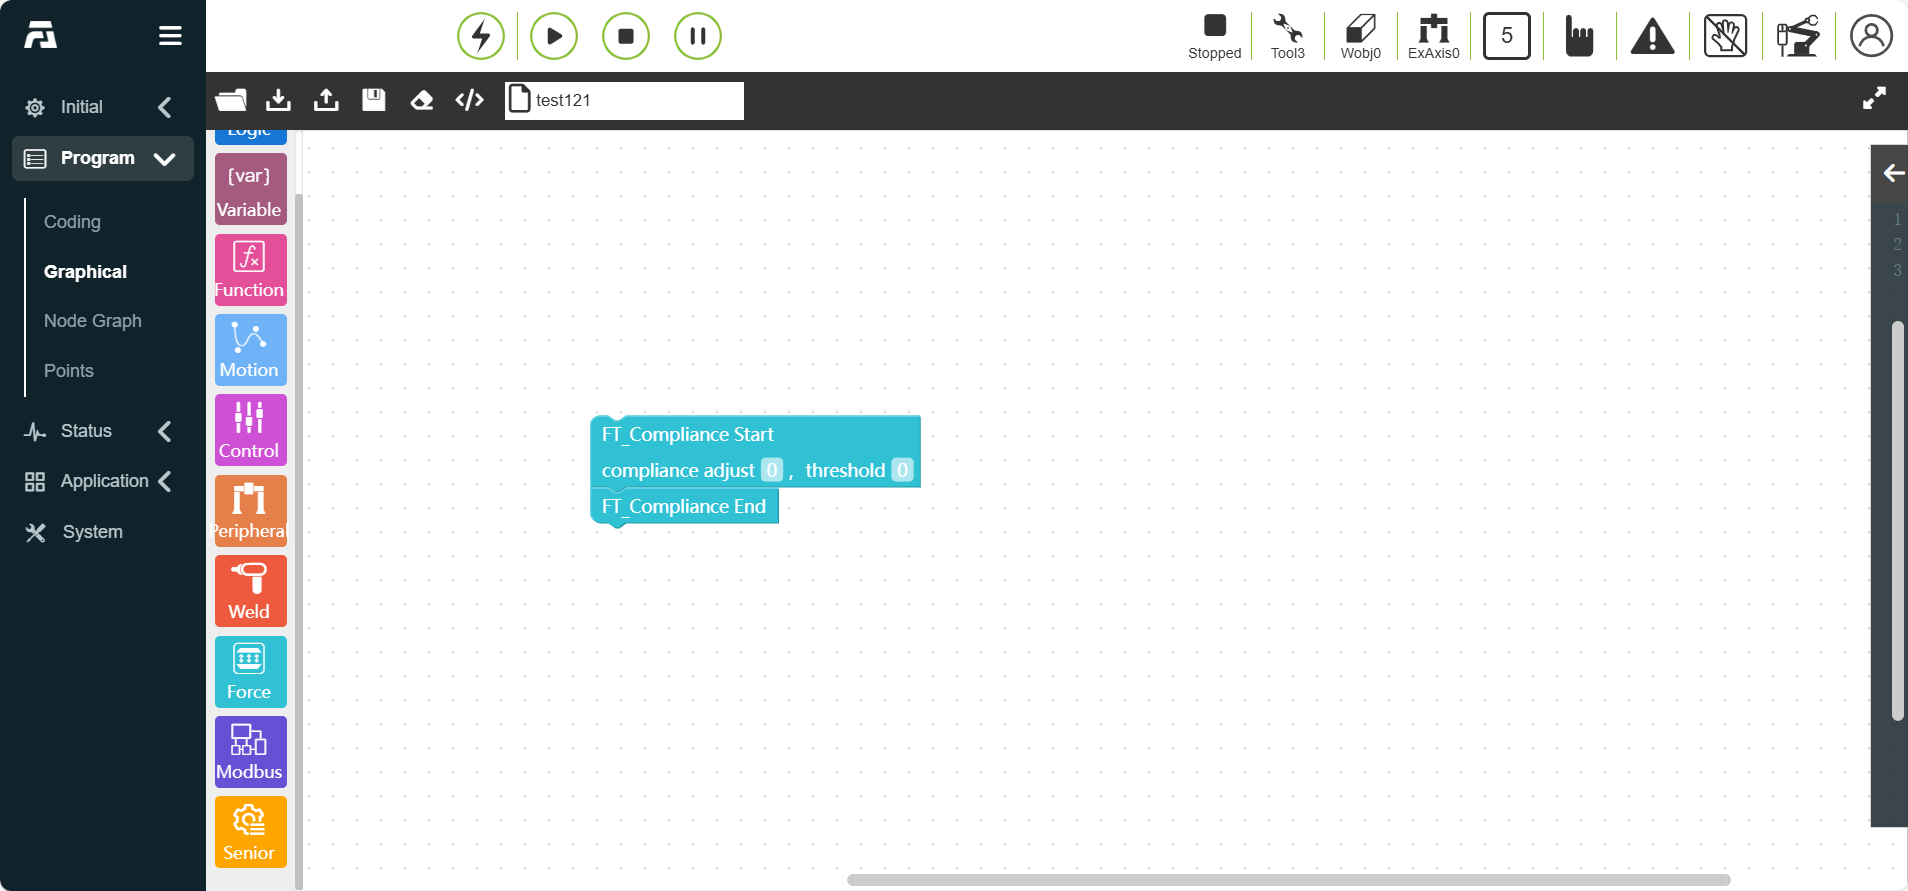 Stopped
Tool3
Wobj0
ExAxis0
5
Initial
Program
Coding
Graphical
Node Graph
Points
Status
Application
System
test121
Logic
{var}
Variable
Function
Motion
Control
Peripheral
Weld
Force
Modbus
Senior
FT_Compliance Start
compliance adjust 0 , threshold 0
FT_Compliance End
1
2
3